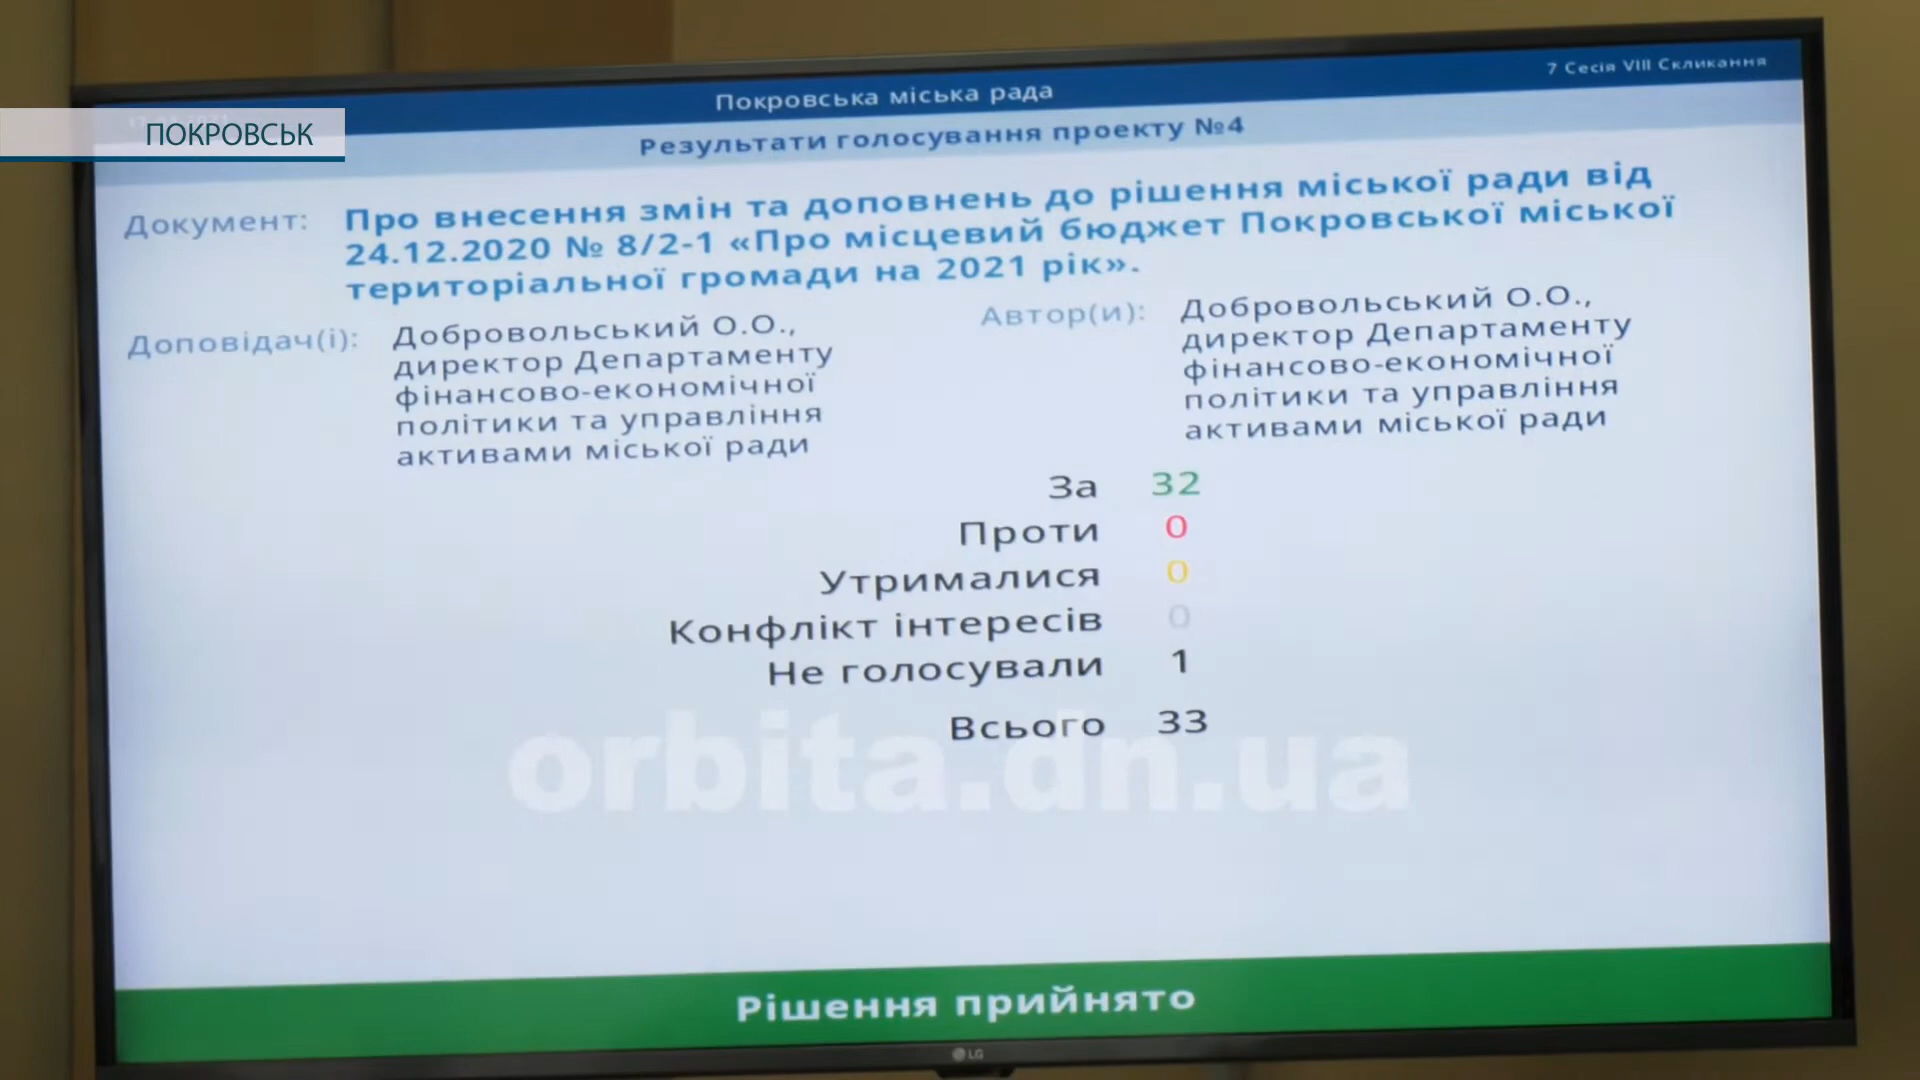 7 Сесія VIII Скликання
Покровська міська рада
ПОКРОВСЬК
Результати голосування проекту №4
Документ: Про внесення змін та доповнень до рішення міської ради від
24.12.2020 № 8/2-1 «Про місцевий бюджет Покровської міської
територіальної громади на 2021 рік».
Доповідач(і): Добровольський О.О.,
директор Департаменту
фінансово-економічної
політики та управління
активами міської ради
Автор(и): Добровольський О.О.,
директор Департаменту
фінансово-економічної
політики та управління
активами міської ради
За 32
Проти 0
Утрималися 0
Конфлікт інтересів 0
Не голосували 1
Всього 33
orbita.dn.ua
Рішення прийнято
LG